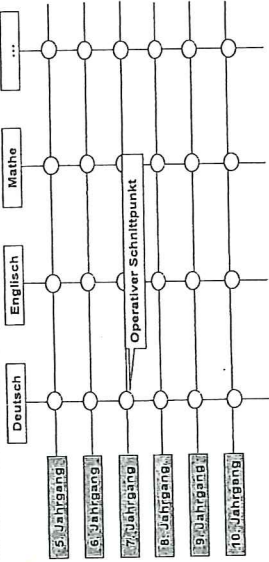 Deutsch
Englisch
Mathe
...
5. Jahrgang
6. Jahrgang
7. Jahrgang
Operativer Schnittpunkt
8. Jahrgang
9. Jahrgang
10. Jahrgang